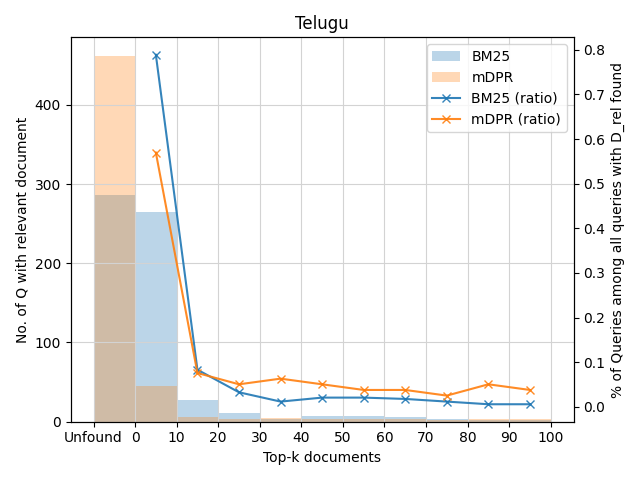 Telugu
BM25
mDPR
BM25 (ratio)
mDPR (ratio)
No. of Q with relevant document
400
300
200
100
0
0.8
0.7
0.6
0.5
0.4
0.3
0.2
0.1
0.0
% of Queries among all queries with D_rel found
Unfound 0 10 20 30 40 50 60 70 80 90 100
Top-k documents